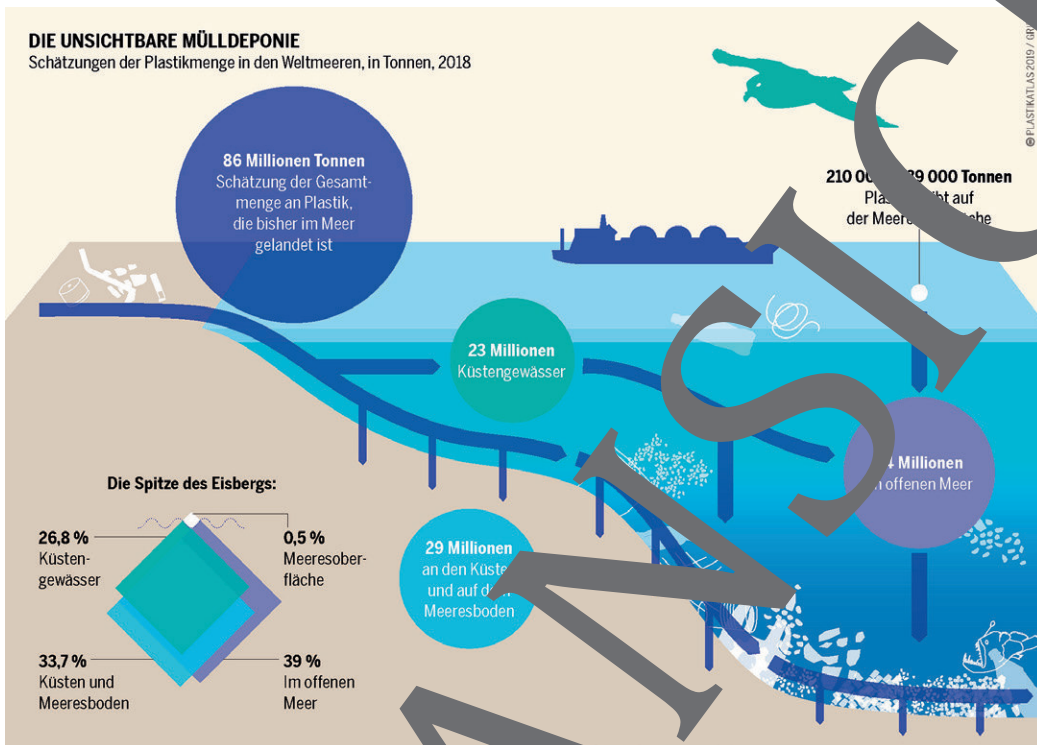 DIE UNSICHTBARE MÜLLDEPONIE
Schätzungen der Plastikmenge in den Weltmeeren, in Tonnen, 2018
© PLASTIKATLAS 2019 /
86 Millionen Tonnen
Schätzung der Gesamt-
menge an Plastik,
die bisher im Meer
gelandet ist
210 000 Tonnen
auf
der
23 Millionen
Küstengewässer
Millionen
offenen Meer
29 Millionen
an den
und auf
Meeresboden
Die Spitze des Eisbergs:
26,8 %
Küsten-
gewässer
0,5 %
Meeresober-
fläche
33,7 %
Küsten und
Meeresboden
39 %
Im offenen
Meer